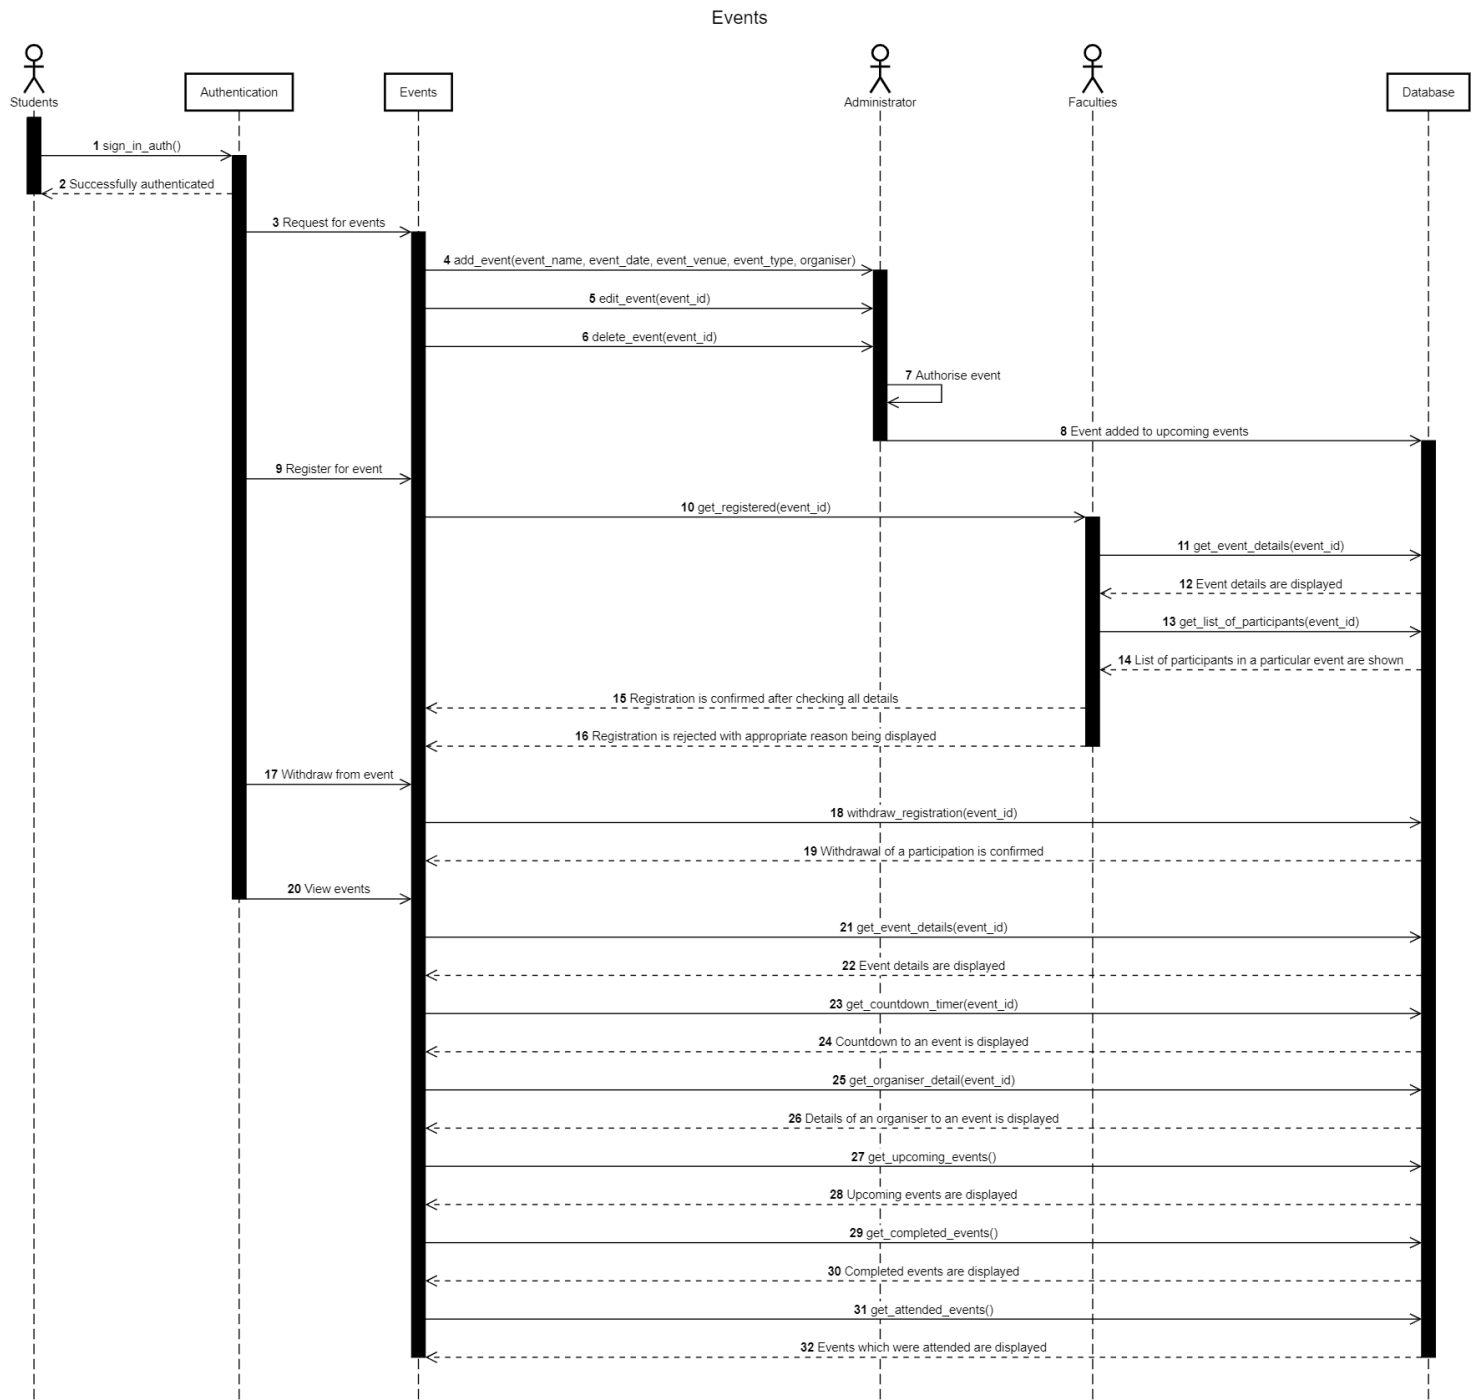 Events
Students
Authentication
Events
Administrator
Faculties
Database
1 sign_in_auth()
2 Successfully authenticated
3 Request for events
4 add_event(event_name, event_date, event_venue, event_type, organiser)
5 edit_event(event_id)
6 delete_event(event_id)
7 Authorise event
8 Event added to upcoming events
9 Register for event
10 get_registered(event_id)
11 get_event_details(event_id)
12 Event details are displayed
13 get_list_of_participants(event_id)
14 List of participants in a particular event are shown
15 Registration is confirmed after checking all details
16 Registration is rejected with appropriate reason being displayed
17 Withdraw from event
18 withdraw_registration(event_id)
19 Withdrawal of a participation is confirmed
20 View events
21 get_event_details(event_id)
22 Event details are displayed
23 get_countdown_timer(event_id)
24 Countdown to an event is displayed
25 get_organiser_detail(event_id)
26 Details of an organiser to an event is displayed
27 get_upcoming_events()
28 Upcoming events are displayed
29 get_completed_events()
30 Completed events are displayed
31 get_attended_events()
32 Events which were attended are displayed